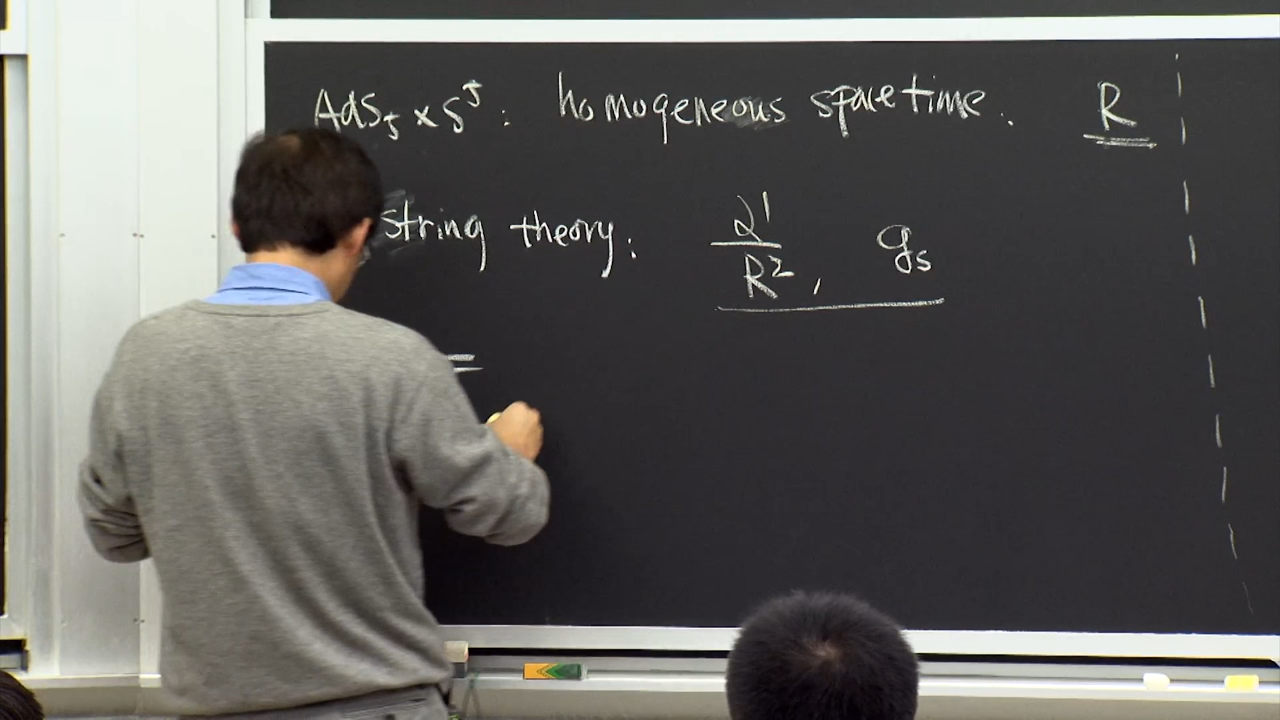 AdS₅ × S⁵ : homogeneous spacetime. R
string theory: α'/R², gₛ